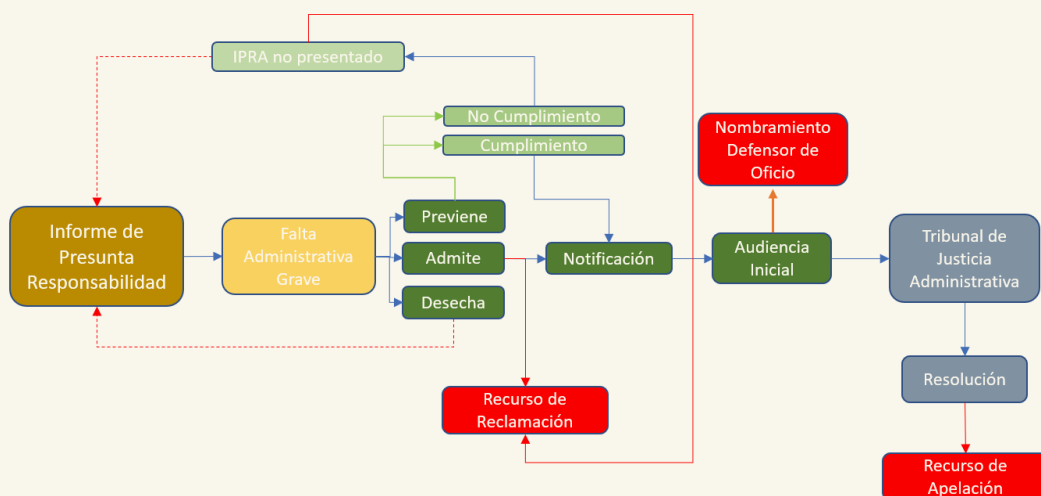 IPRA no presentado
No Cumplimiento
Cumplimiento
Nombramiento
Defensor de
Oficio
Informe de
Presunta
Responsabilidad
Falta
Administrativa
Grave
Previene
Admite
Desecha
Notificación
Audiencia
Inicial
Tribunal de
Justicia
Administrativa
Resolución
Recurso de
Reclamación
Recurso de
Apelación